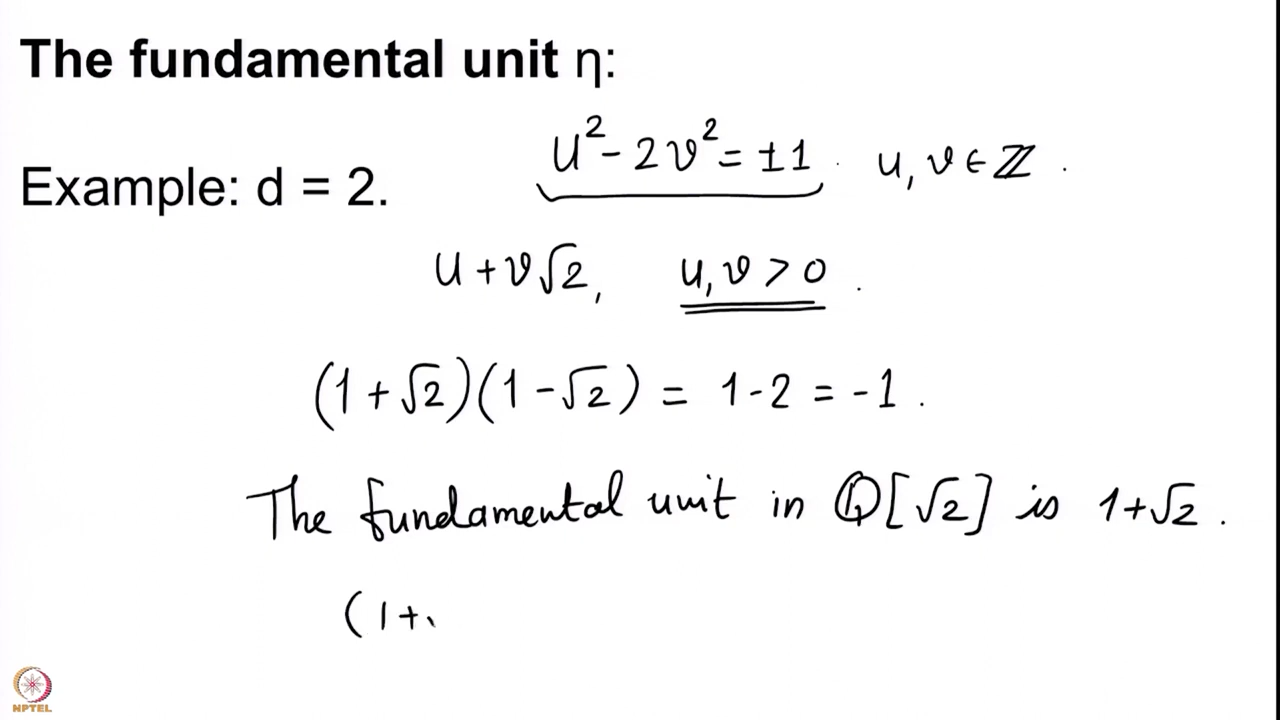 The fundamental unit η:
u² - 2v² = ±1. u, v ∈ ℤ.
Example: d = 2.
u + v√2, u, v > 0.
(1 + √2)(1 - √2) = 1 - 2 = -1.
The fundamental unit in ℚ[√2] is 1+√2.
(1+
NPTEL